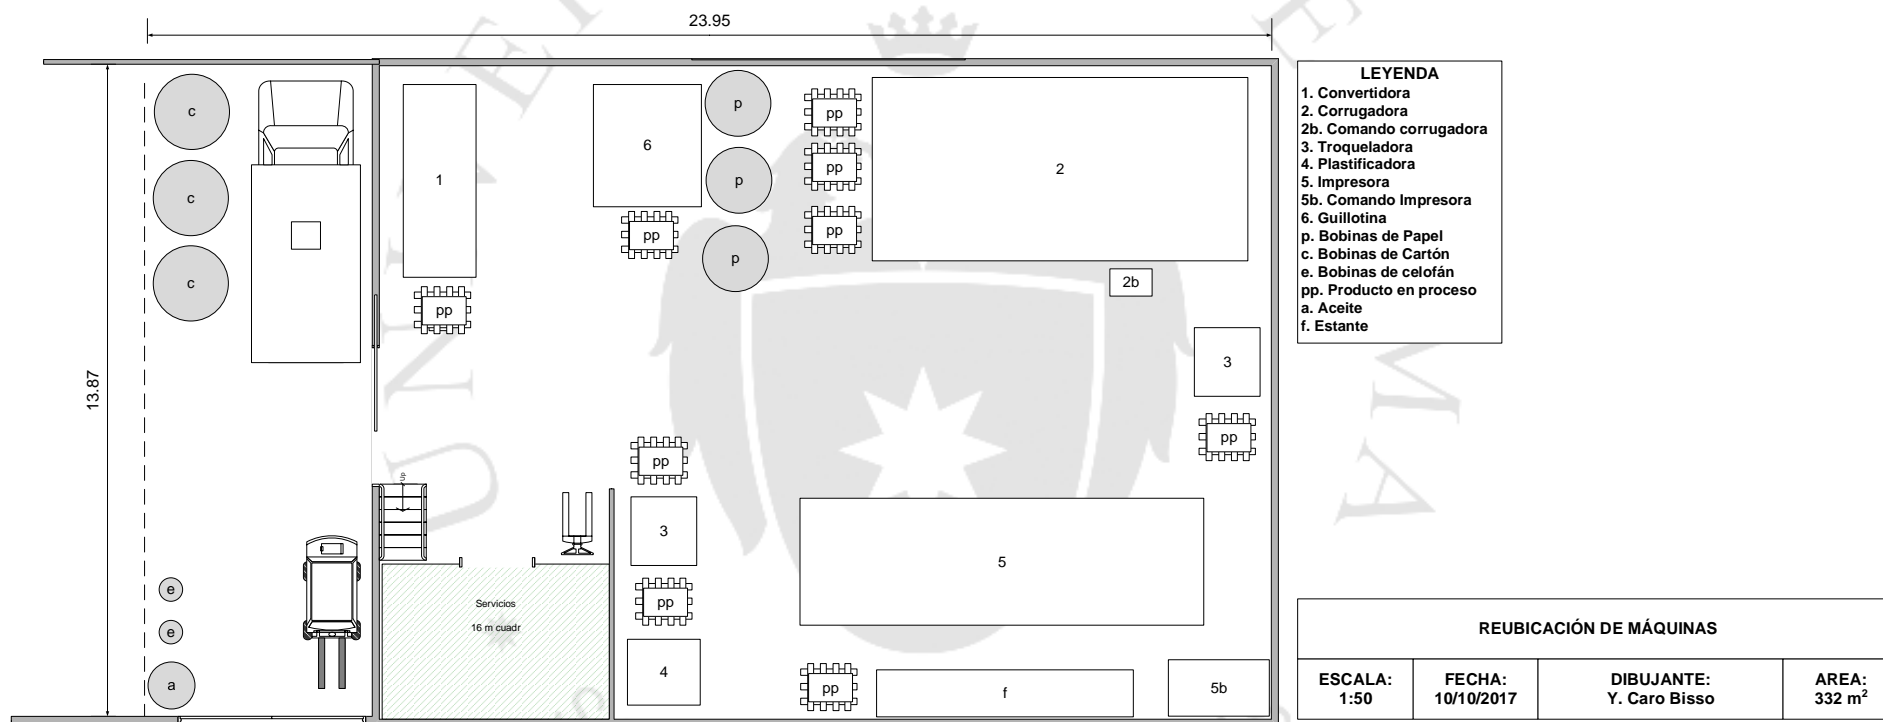 23.95
13.87
c
c
c
e
e
a
1
pp
6
pp
p
p
p
pp
pp
pp
2
2b
3
pp
Up
pp
3
pp
4
Servicios
16 m cuadr
5
pp
f
5b
LEYENDA
1. Convertidora
2. Corrugadora
2b. Comando corrugadora
3. Troqueladora
4. Plastificadora
5. Impresora
5b. Comando Impresora
6. Guillotina
p. Bobinas de Papel
c. Bobinas de Cartón
e. Bobinas de celofán
pp. Producto en proceso
a. Aceite
f. Estante
REUBICACIÓN DE MÁQUINAS
ESCALA:
1:50
FECHA:
10/10/2017
DIBUJANTE:
Y. Caro Bisso
AREA:
332 m²